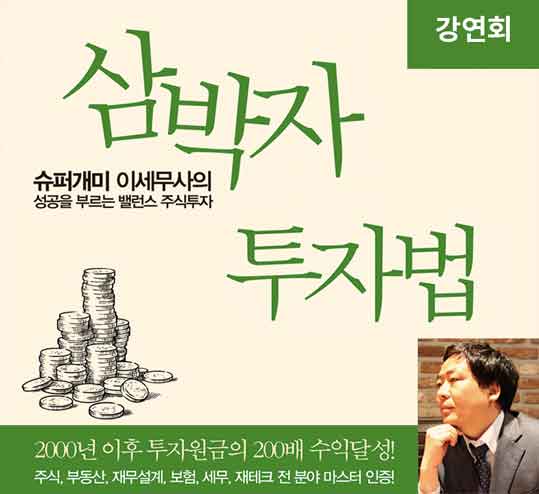 강연회
삼박자
슈퍼개미 이세무사의
성공을 부르는 밸런스 주식투자
투자법
2000년 이후 투자원금의 200배 수익달성!
주식, 부동산, 재무설계, 보험, 세무, 재테크 전 분야 마스터 인증!